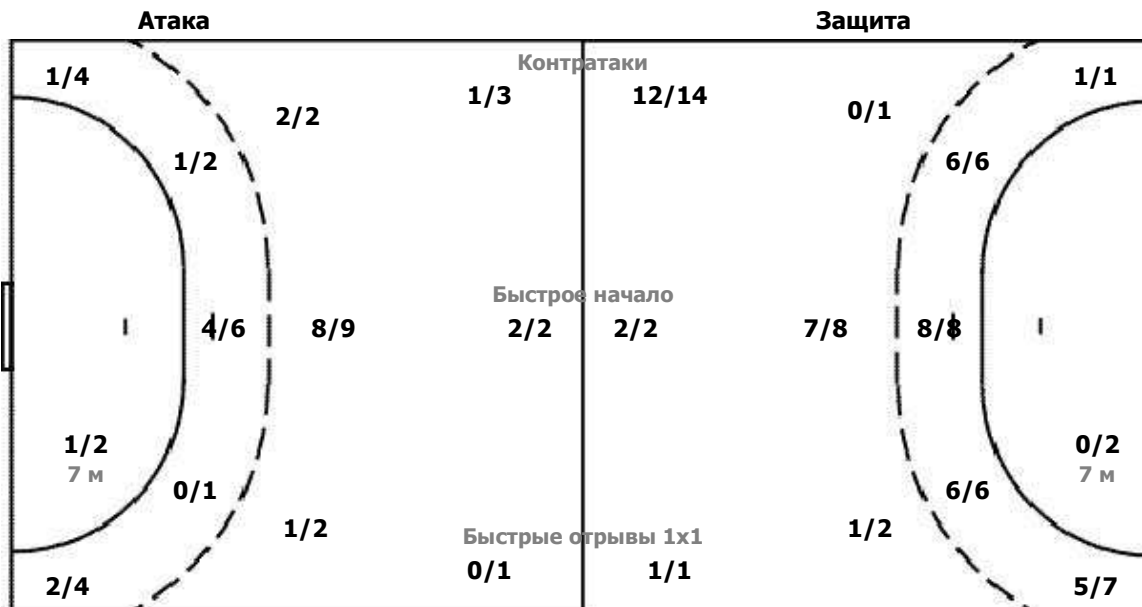 Атака Защита
Контратаки
1/4 1/3 12/14 1/1
2/2 0/1
1/2 6/6
Быстрое начало
4/6 8/9 2/2 2/2 7/8 8/8
1/2 0/2
7 м 7 м
0/1 6/6
1/2 Быстрые отрывы 1x1 1/2
2/4 0/1 1/1 5/7